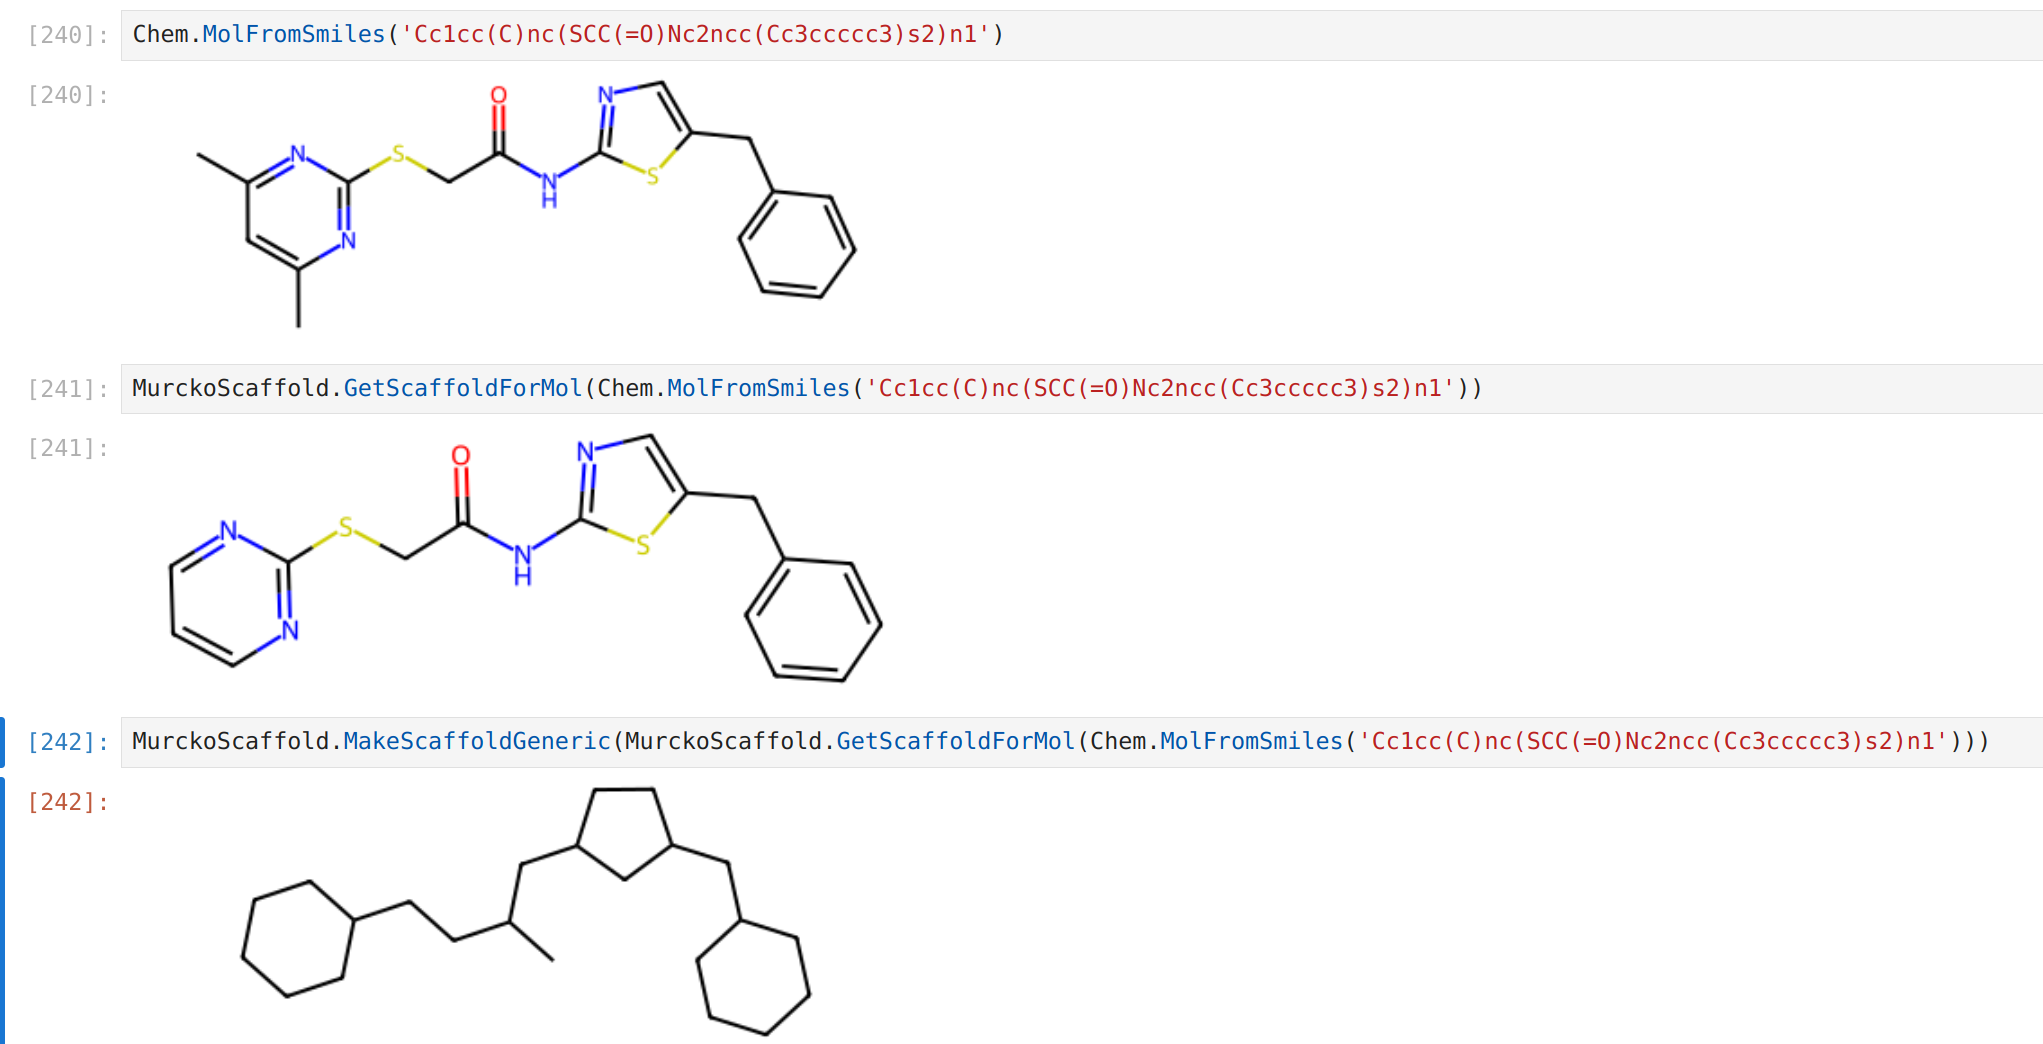 [240]: Chem.MolFromSmiles('Cc1cc(C)nc(SCC(=O)Nc2ncc(Cc3ccccc3)s2)n1')
[240]:
O
N
N
S
S
N
H
N
[241]: MurckoScaffold.GetScaffoldForMol(Chem.MolFromSmiles('Cc1cc(C)nc(SCC(=O)Nc2ncc(Cc3ccccc3)s2)n1'))
[241]:
O
N
S
N
S
N
H
N
[242]: MurckoScaffold.MakeScaffoldGeneric(MurckoScaffold.GetScaffoldForMol(Chem.MolFromSmiles('Cc1cc(C)nc(SCC(=O)Nc2ncc(Cc3ccccc3)s2)n1')))
[242]: